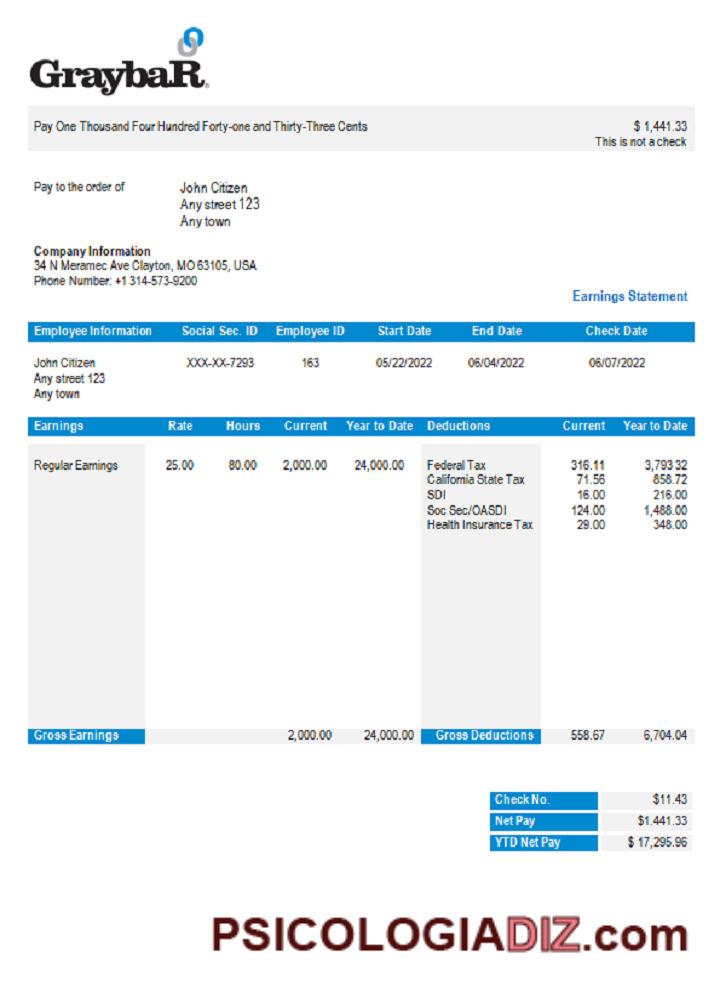 GraybaR
Pay One Thousand Four Hundred Forty-one and Thirty-Three Cents $ 1,441.33
This is not a check
Pay to the order of John Citizen
Any street 123
Any town
Company Information
34 N Meramec Ave Clayton, MO 63105, USA
Phone Number: +1 314-573-9200
Earnings Statement
Employee Information Social Sec. ID Employee ID Start Date End Date Check Date
John Citizen XXX-XX-7293 163 05/22/2022 06/04/2022 06/07/2022
Any street 123
Any town
Earnings Rate Hours Current Year to Date Deductions Current Year to Date
Regular Earnings 25.00 80.00 2,000.00 24,000.00 Federal Tax 316.11 3,793 32
California State Tax 71.56 858.72
SDI 16.00 216.00
Soc Sec/OASDI 124.00 1,488.00
Health Insurance Tax 29.00 348.00
Gross Earnings 2,000.00 24,000.00 Gross Deductions 558.67 6,704.04
Check No. $11.43
Net Pay $1.441.33
YTD Net Pay $ 17,295.96
PSICOLOGIADIZ.com